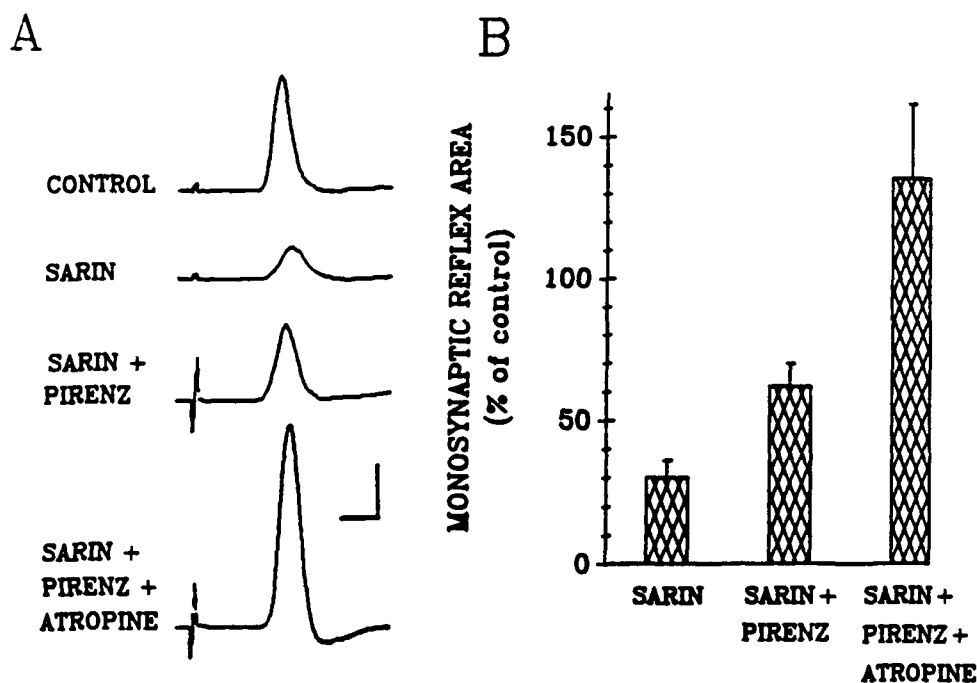 A
CONTROL
SARIN
SARIN +
PIRENZ
SARIN +
PIRENZ +
ATROPINE
B
MONOSYNAPTIC REFLEX AREA
(% of control)
150
100
50
0
SARIN
SARIN +
PIRENZ
SARIN +
PIRENZ +
ATROPINE